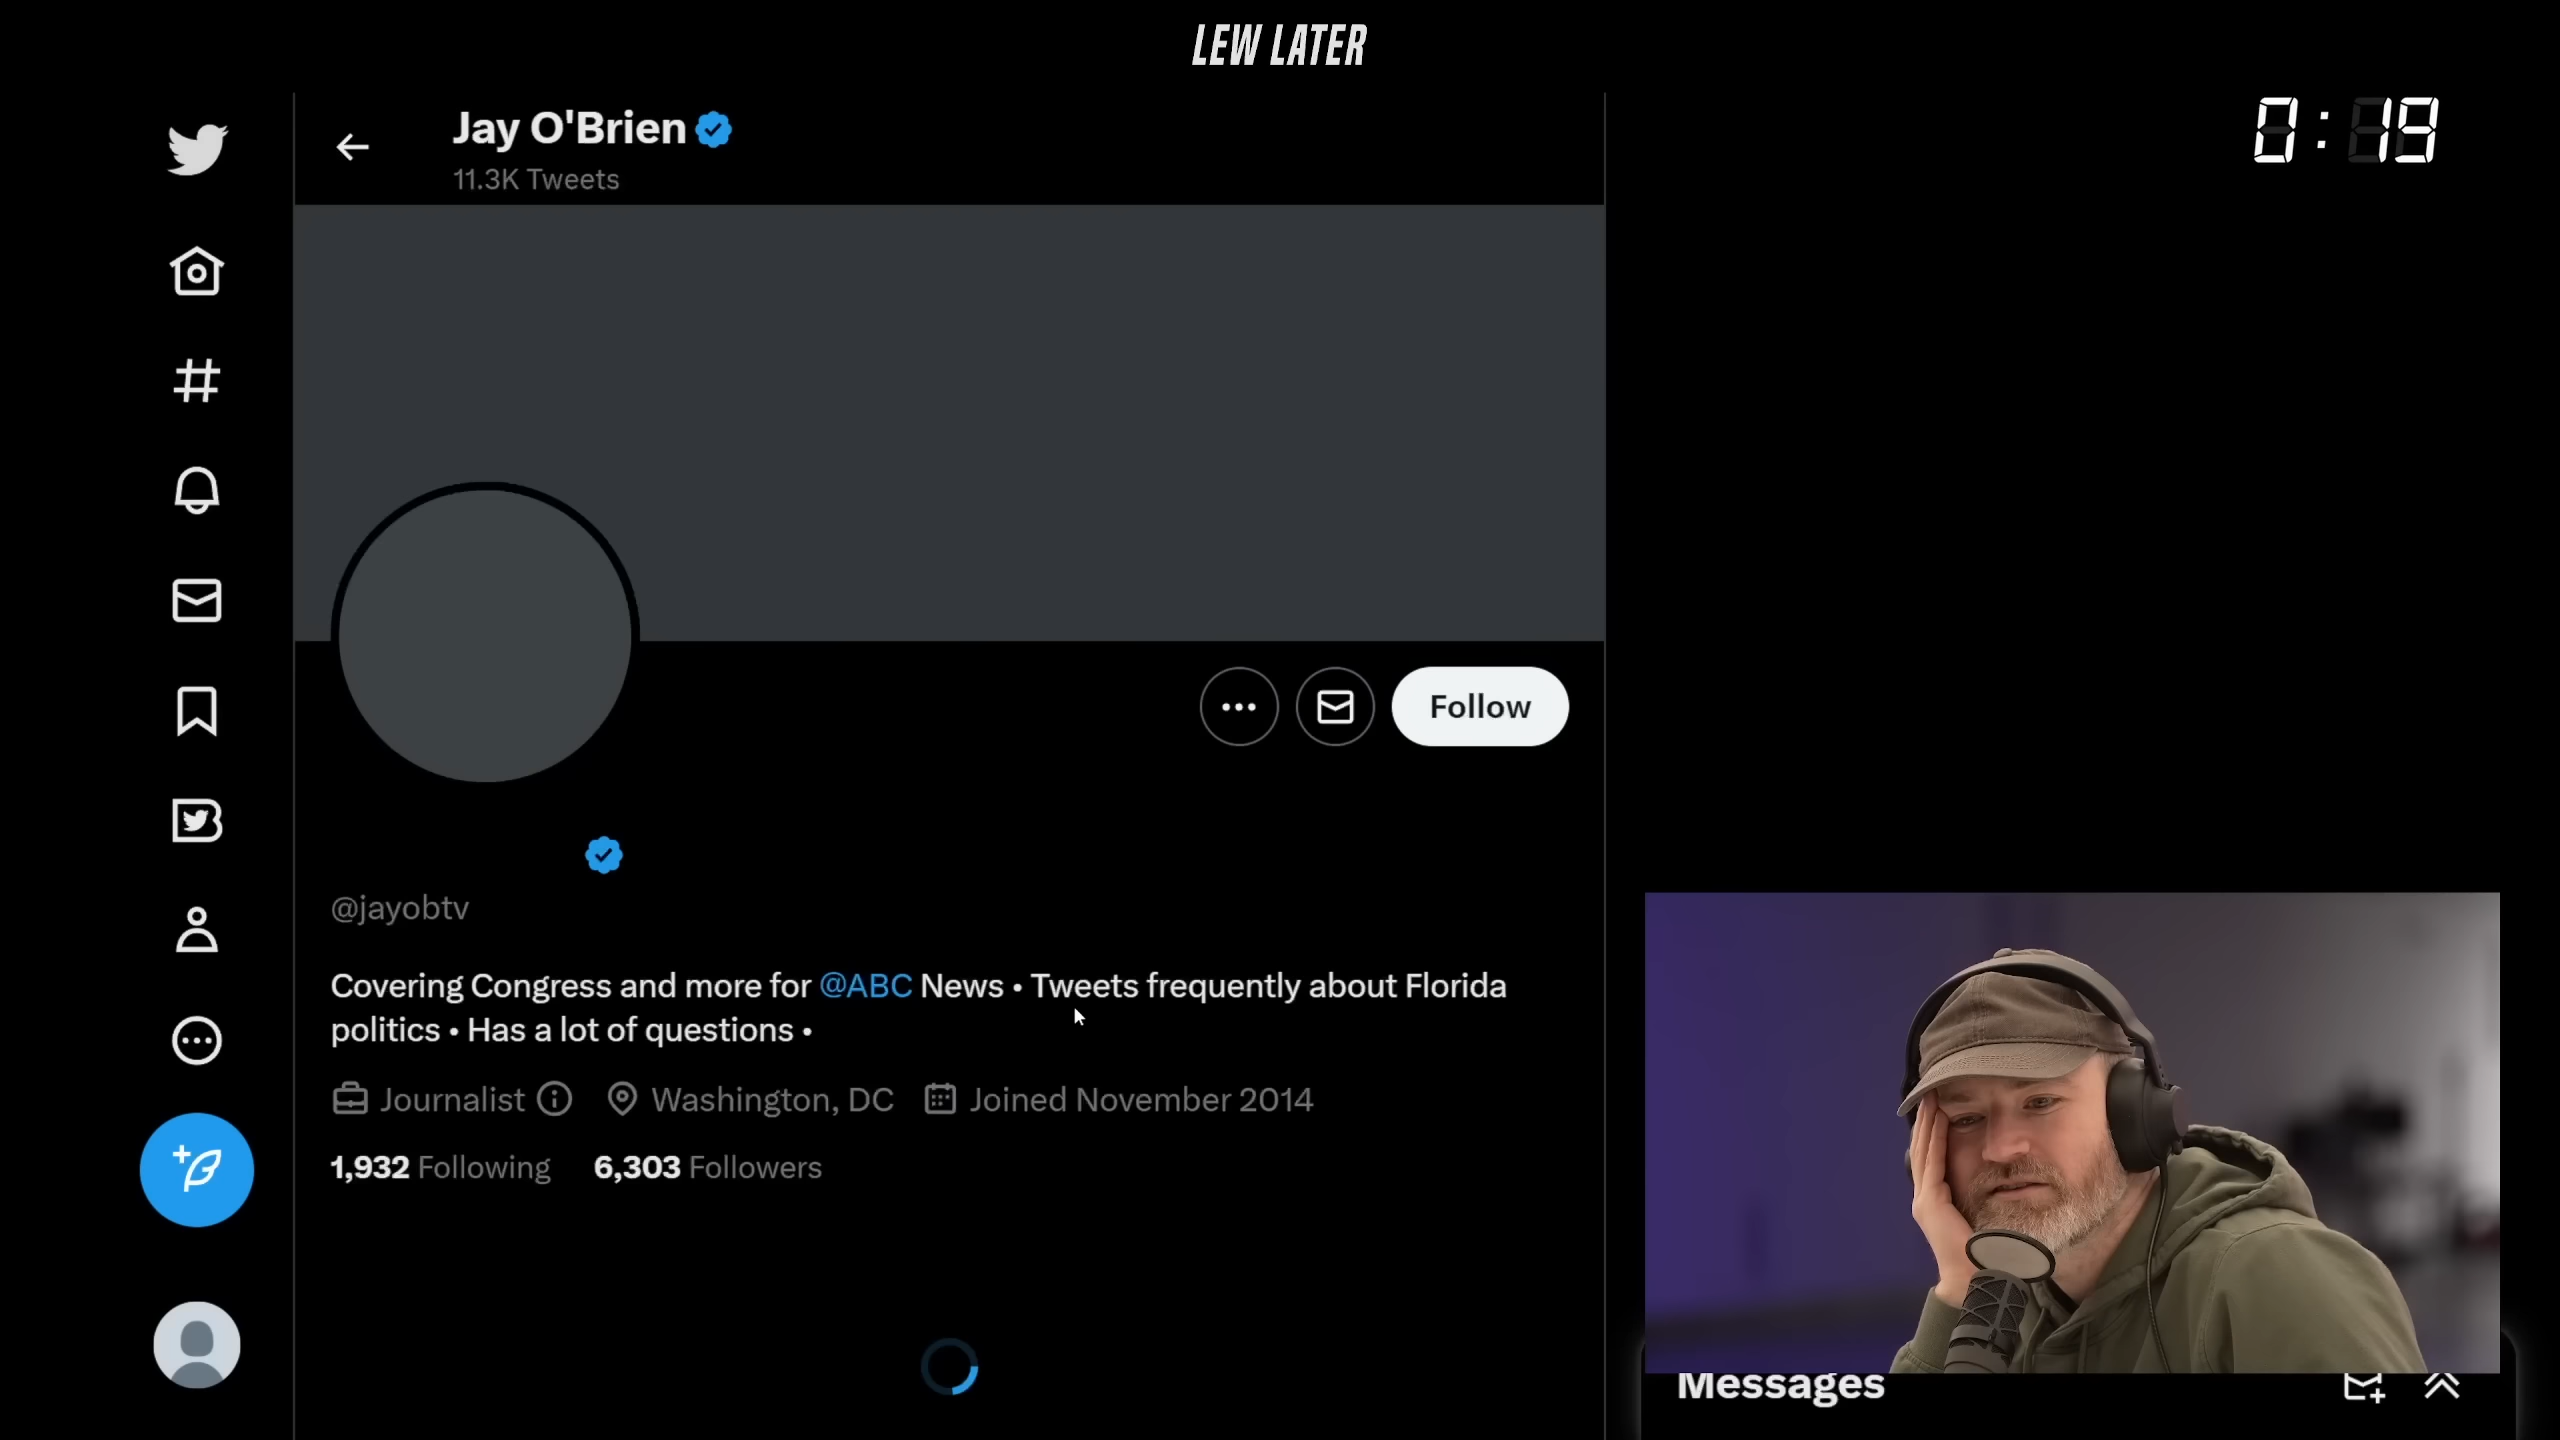 LEW LATER
Jay O'Brien
11.3K Tweets
0:19
Follow
@jayobtv
Covering Congress and more for @ABC News • Tweets frequently about Florida
politics • Has a lot of questions •
Journalist Washington, DC Joined November 2014
1,932 Following 6,303 Followers
Messages